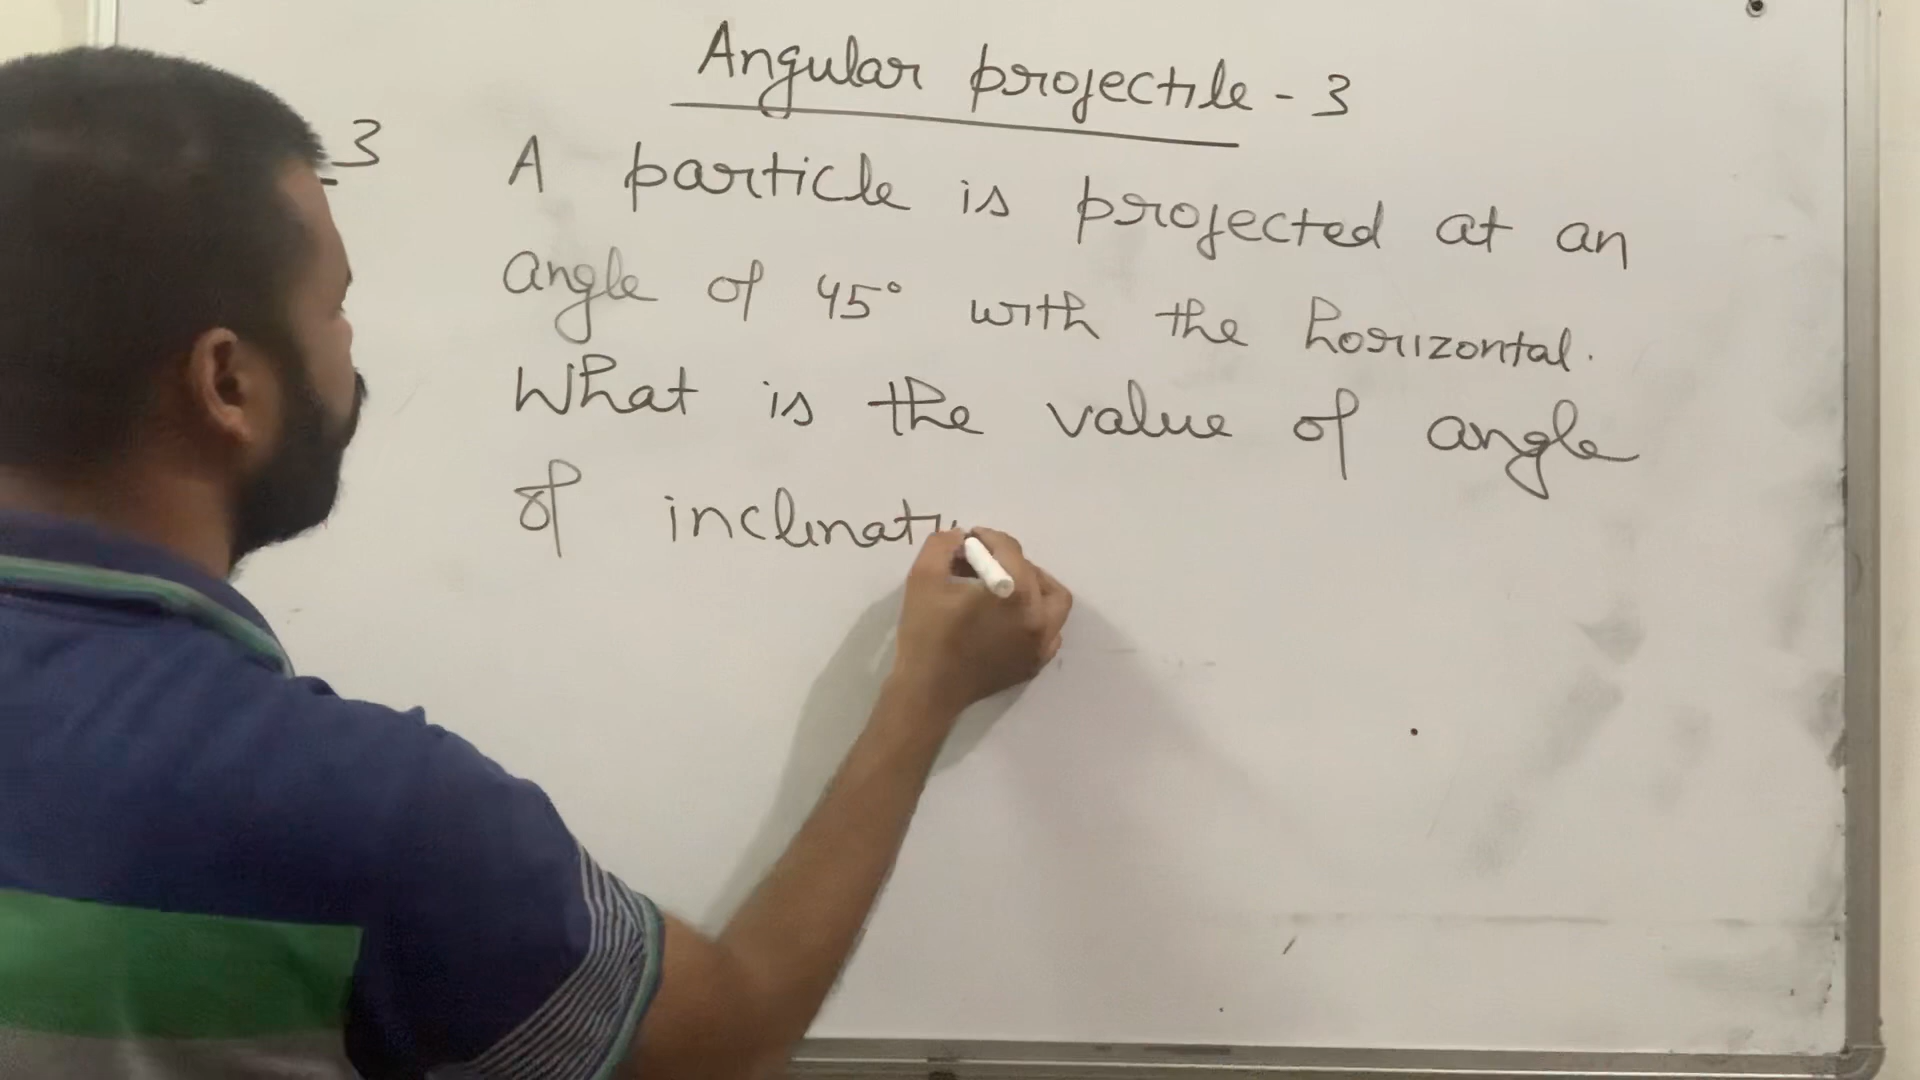 Angular projectile - 3
3
A particle is projected at an
angle of 45° with the horizontal.
What is the value of angle
of